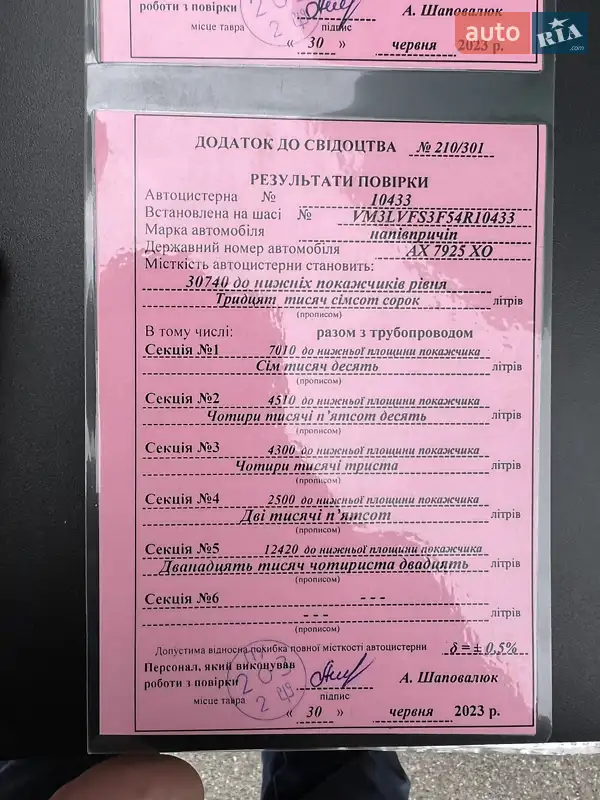 роботи з повірки А. Шаповалюк
місце тавра підпис
« 30 » червня 2023 р.
auto RIA .com
ДОДАТОК ДО СВІДОЦТВА № 210/301
РЕЗУЛЬТАТИ ПОВІРКИ
Автоцистерна № 10433
Встановлена на шасі № VM3LVFS3F54R10433
Марка автомобіля напівпричіп
Державний номер автомобіля АХ 7925 ХО
Місткість автоцистерни становить:
30740 до нижніх покажчиків рівня
Тридцят тисяч сімсот сорок літрів
(прописом)
В тому числі: разом з трубопроводом
Секція №1 7010 до нижньої площини покажчика
Сім тисяч десять літрів
(прописом)
Секція №2 4510 до нижньої площини покажчика
Чотири тисячі п'ятсот десять літрів
(прописом)
Секція №3 4300 до нижньої площини покажчика
Чотири тисячі триста літрів
(прописом)
Секція №4 2500 до нижньої площини покажчика
Дві тисячі п'ятсот літрів
(прописом)
Секція №5 12420 до нижньої площини покажчика
Дванадцять тисяч чотириста двадцять літрів
(прописом)
Секція №6 - - -
- - - літрів
(прописом)
Допустима відносна похибка повної місткості автоцистерни δ = ± 0,5%
Персонал, який виконував
роботи з повірки А. Шаповалюк
місце тавра підпис
« 30 » червня 2023 р.